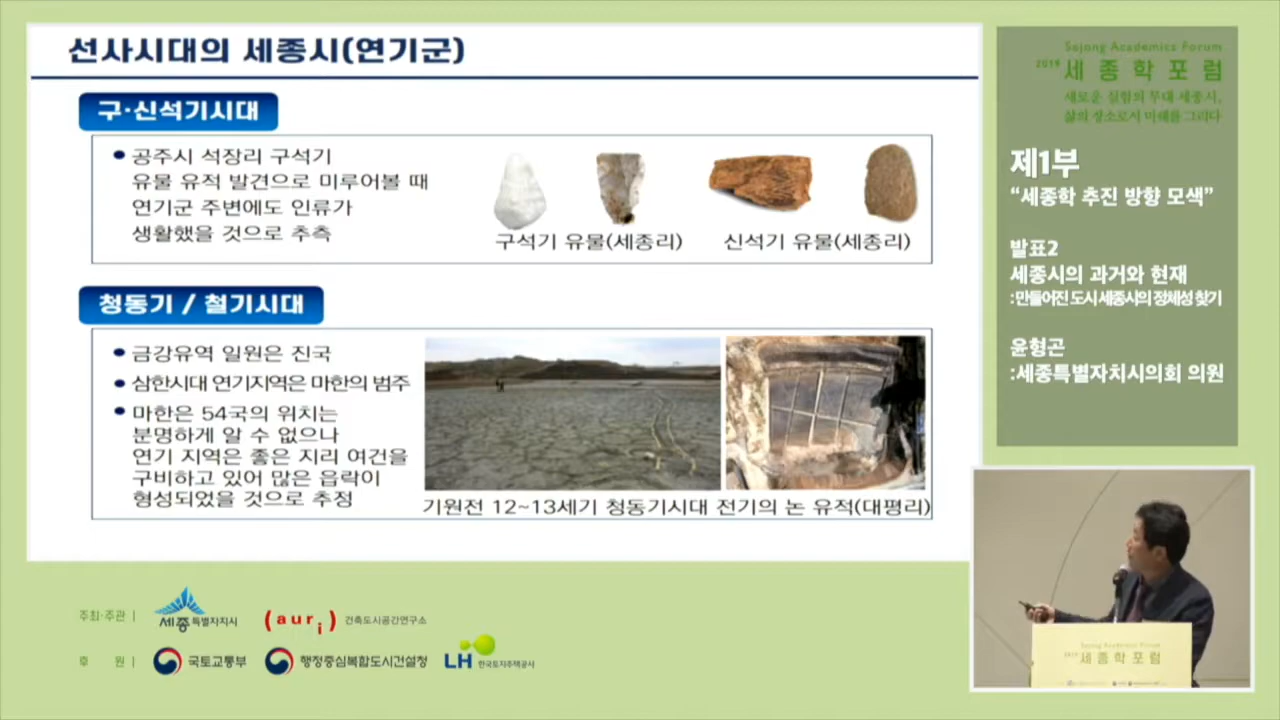 선사시대의 세종시(연기군)
구·신석기시대
공주시 석장리 구석기
유물 유적 발견으로 미루어볼 때
연기군 주변에도 인류가
생활했을 것으로 추측
구석기 유물(세종리)
신석기 유물(세종리)
청동기 / 철기시대
금강유역 일원은 진국
삼한시대 연기지역은 마한의 범주
마한은 54국의 위치는
분명하게 알 수 없으나
연기 지역은 좋은 지리 여건을
구비하고 있어 많은 읍락이
형성되었을 것으로 추정
기원전 12~13세기 청동기시대 전기의 논 유적(대평리)
Sejong Academics Forum
2019 세종학포럼
새로운 실험의 무대 세종시,
삶의 장소로서 미래를 그리다
제1부
“세종학 추진 방향 모색”
발표2
세종시의 과거와 현재
:만들어진 도시 세종시의 정체성 찾기
윤형곤
:세종특별자치시의회 의원
Sejong Academics Forum
2019 세종학포럼
주최·주관 |
세종특별자치시
(auri)
건축도시공간연구소
후 원 |
국토교통부
행정중심복합도시건설청
LH 한국토지주택공사